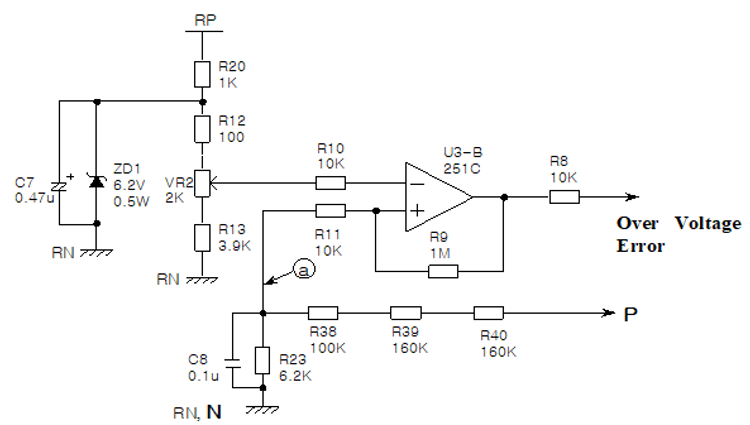 RP
R20
1K
R12
100
C7
0.47u
+
ZD1
6.2V
0.5W
VR2
2K
R13
3.9K
RN
RN
R10
10K
R11
10K
U3-B
251C
−
+
R9
1M
R8
10K
Over Voltage
Error
a
R38
100K
R39
160K
R40
160K
P
C8
0.1u
R23
6.2K
RN, N